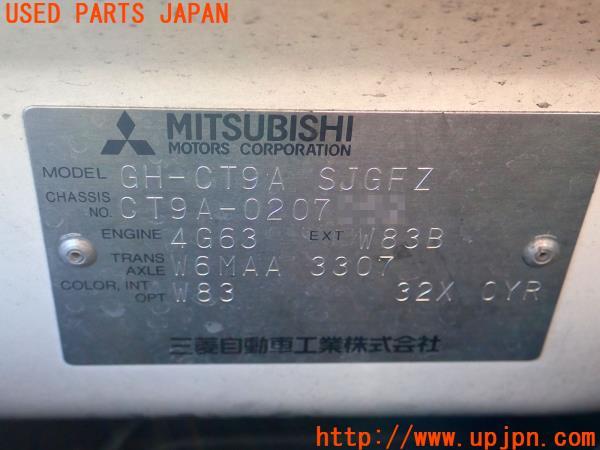 USED PARTS JAPAN
MITSUBISHI
MOTORS CORPORATION
MODEL GH-CT9A SJGFZ
CHASSIS NO. CT9A-0207
ENGINE 4G63 EXT W83B
TRANS AXLE W6MAA 3307
COLOR, INT OPT W83 32X 0YR
三菱自動車工業株式会社
http://www.upjpn.com/